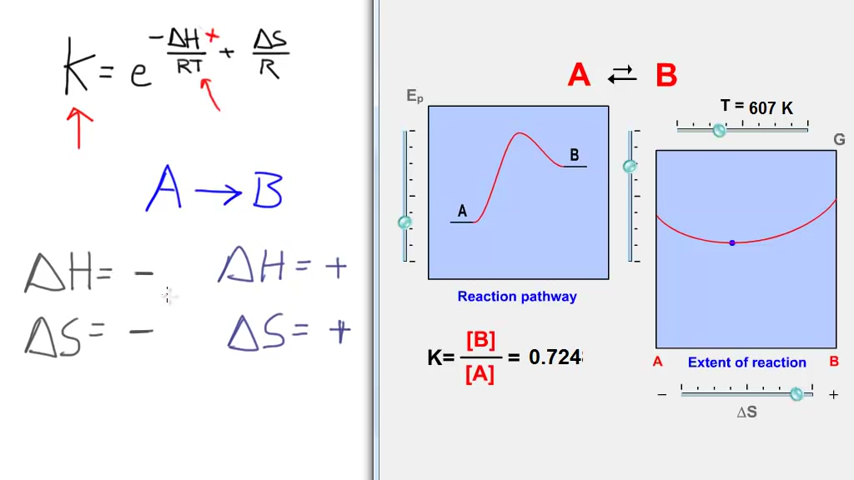 K = e^(-ΔH/RT + ΔS/R)
+
A → B
ΔH = - ΔH = +
ΔS = - ΔS = +
A ⇄ B
Ep
A
B
Reaction pathway
K= [B]/[A] = 0.724
T = 607 K
G
A Extent of reaction B
− +
ΔS